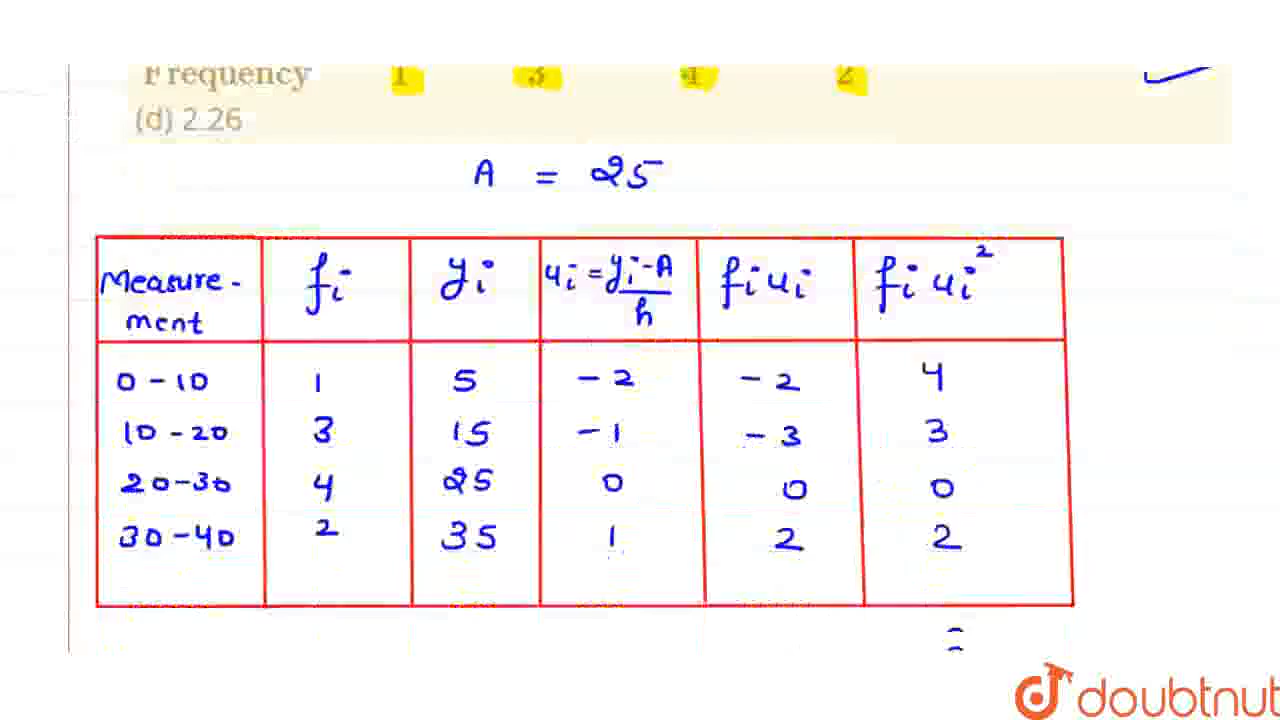 Frequency 1 3 4 2
(d) 2.26
A = 25
Measure- fi yi ui = yi-A/h fiui fiui²
ment
0-10 1 5 -2 -2 4
10-20 3 15 -1 -3 3
20-30 4 25 0 0 0
30-40 2 35 1 2 2
=
doubtnut